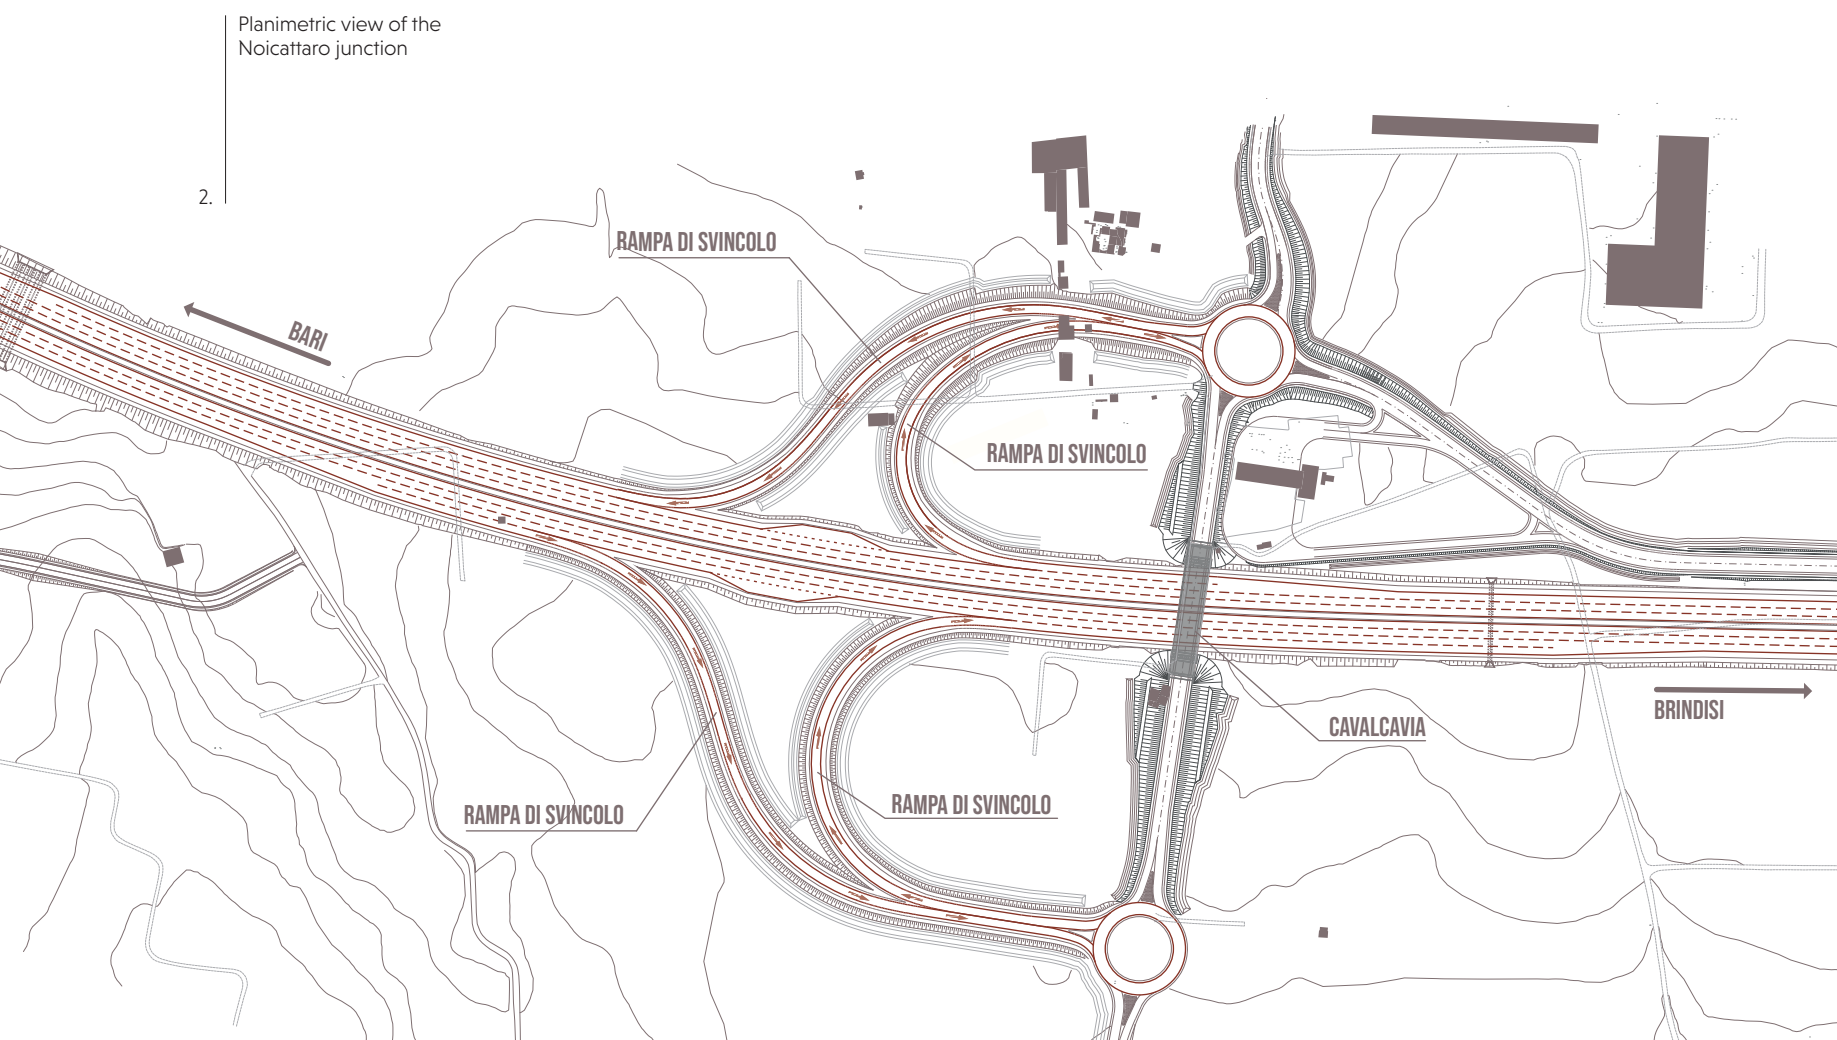 Planimetric view of the
Noicattaro junction
2.
RAMPA DI SVINCOLO
BARI
RAMPA DI SVINCOLO
BRINDISI
CAVALCAVIA
RAMPA DI SVINCOLO
RAMPA DI SVINCOLO